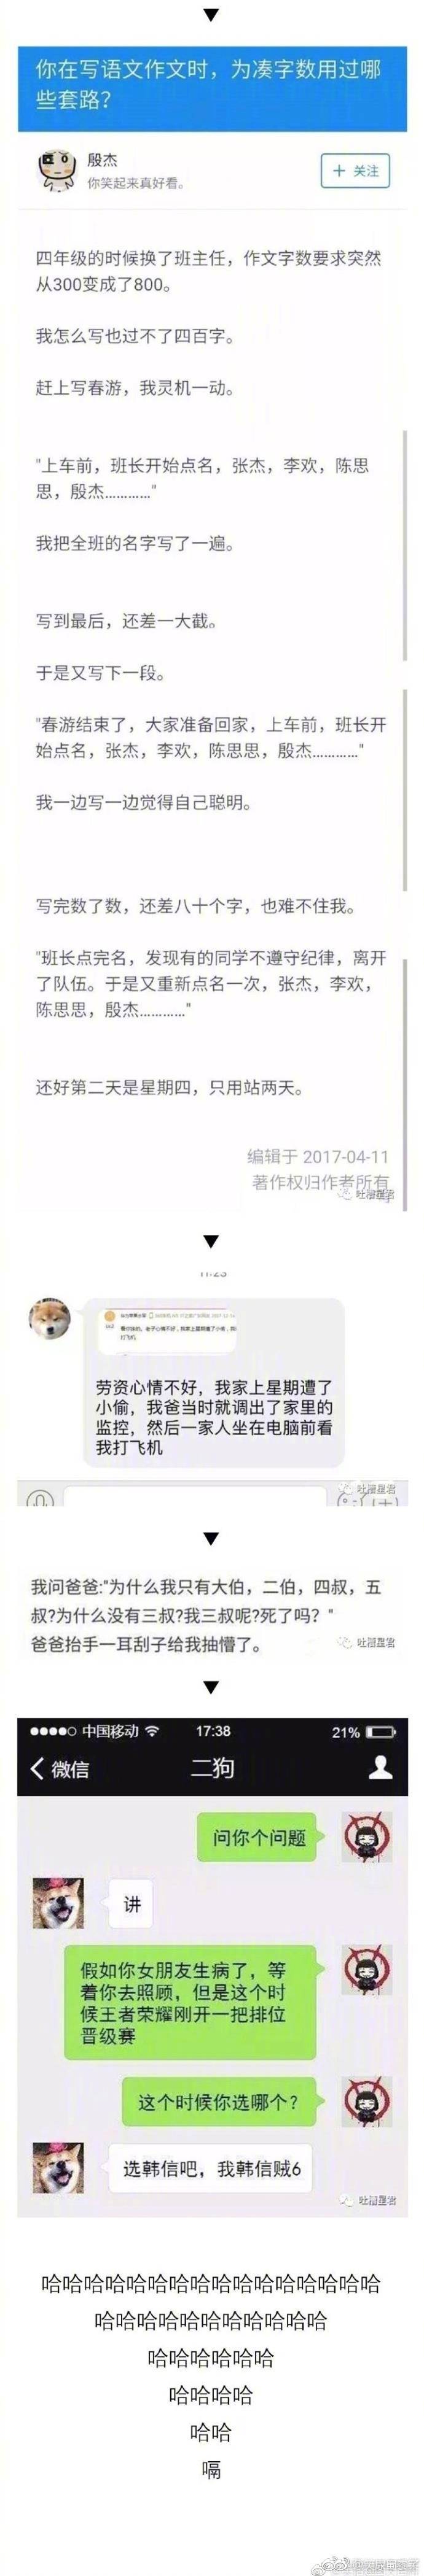 ▼
你在写语文作文时，为凑字数用过哪
些套路？
殷杰
你笑起来真好看。
+ 关注
四年级的时候换了班主任，作文字数要求突然
从300变成了800。
我怎么写也过不了四百字。
赶上写春游，我灵机一动。
"上车前，班长开始点名，张杰，李欢，陈思
思，殷杰…………"
我把全班的名字写了一遍。
写到最后，还差一大截。
于是又写下一段。
"春游结束了，大家准备回家，上车前，班长开
始点名，张杰，李欢，陈思思，殷杰…………"
我一边写一边觉得自己聪明。
写完数了数，还差八十个字，也难不住我。
"班长点完名，发现有的同学不遵守纪律，离开
了队伍。于是又重新点名一次，张杰，李欢，
陈思思，殷杰…………"
还好第二天是星期四，只用站两天。
编辑于 2017-04-11
著作权归作者所有
吐槽星君
▼
劳资心情不好，我家上星期遭了
小偷，我爸当时就调出了家里的
监控，然后一家人坐在电脑前看
我打飞机
吐槽星君
▼
我问爸爸:"为什么我只有大伯，二伯，四叔，五
叔?为什么没有三叔?我三叔呢?死了吗？"
爸爸抬手一耳刮子给我抽懵了。
吐槽星君
▼
中国移动
17:38
21%
微信
二狗
问你个问题
讲
假如你女朋友生病了，等
着你去照顾，但是这个时
候王者荣耀刚开一把排位
晋级赛
这个时候你选哪个？
选韩信吧，我韩信贼6
吐槽星君
哈哈哈哈哈哈哈哈哈哈哈哈哈哈哈哈
哈哈哈哈哈哈哈哈哈哈哈
哈哈哈哈哈哈
哈哈哈哈
哈哈
嗝